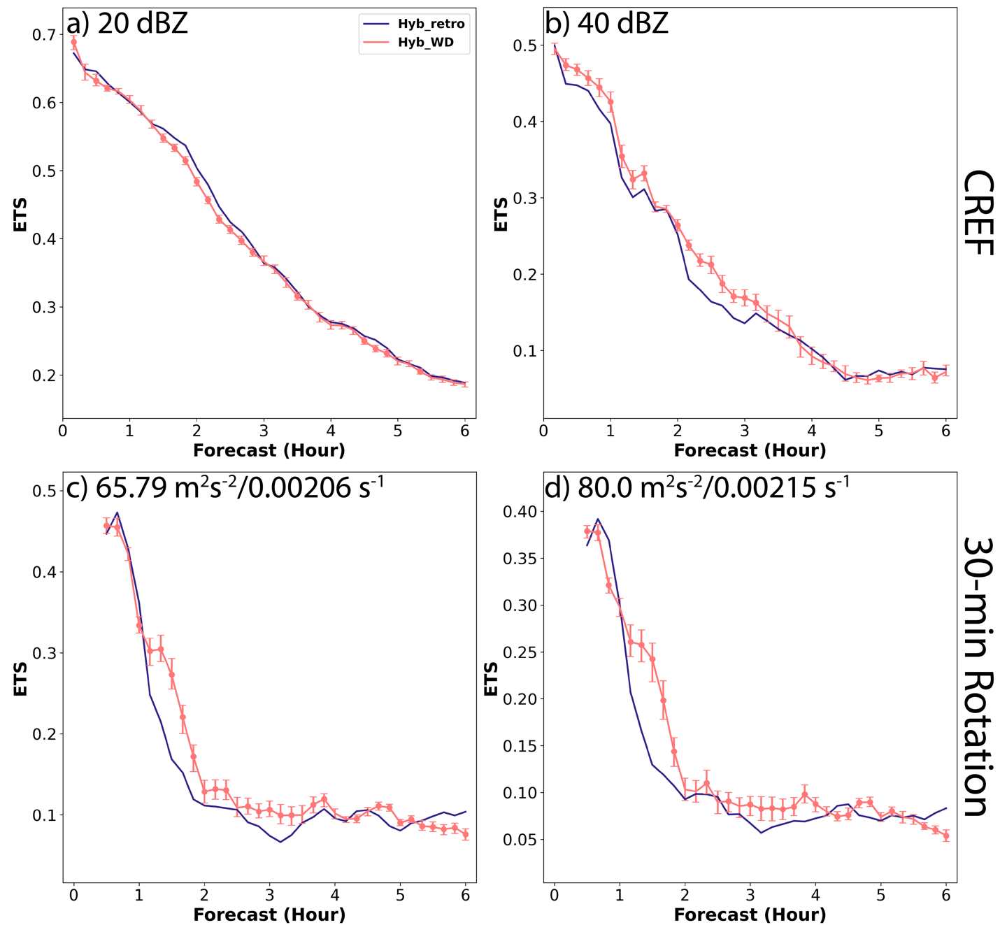 a) 20 dBZ
Hyb_retro
Hyb_WD
0.7
0.6
0.5
0.4
0.3
0.2
ETS
0 1 2 3 4 5 6
Forecast (Hour)
b) 40 dBZ
0.5
0.4
0.3
0.2
0.1
ETS
0 1 2 3 4 5 6
Forecast (Hour)
CREF
c) 65.79 m²s⁻²/0.00206 s⁻¹
0.5
0.4
0.3
0.2
0.1
ETS
0 1 2 3 4 5 6
Forecast (Hour)
d) 80.0 m²s⁻²/0.00215 s⁻¹
0.40
0.35
0.30
0.25
0.20
0.15
0.10
0.05
ETS
0 1 2 3 4 5 6
Forecast (Hour)
30-min Rotation